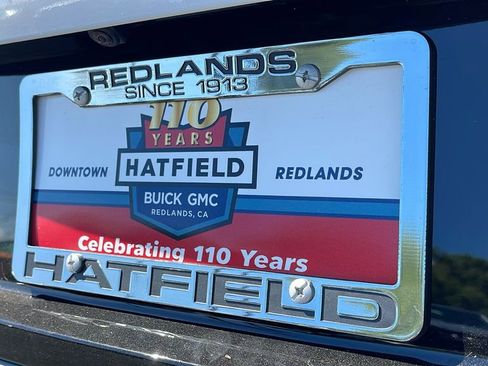 REDLANDS
SINCE 1913
110
YEARS
DOWNTOWN HATFIELD REDLANDS
BUICK GMC
REDLANDS, CA
Celebrating 110 Years
HATFIELD